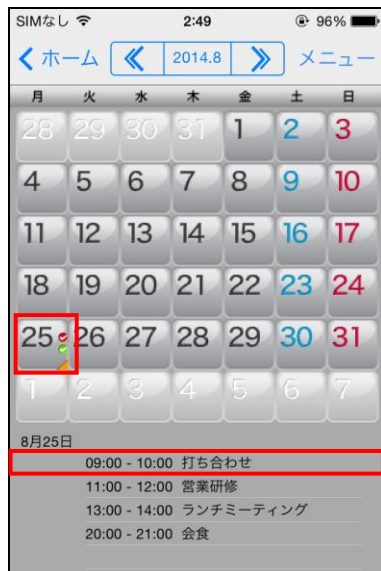 SIMなし 2:49 96%
ホーム 2014.8 メニュー
月 火 水 木 金 土 日
28 29 30 31 1 2 3
4 5 6 7 8 9 10
11 12 13 14 15 16 17
18 19 20 21 22 23 24
25 26 27 28 29 30 31
1 2 3 4 5 6 7
8月25日
09:00 - 10:00 打ち合わせ
11:00 - 12:00 営業研修
13:00 - 14:00 ランチミーティング
20:00 - 21:00 会食